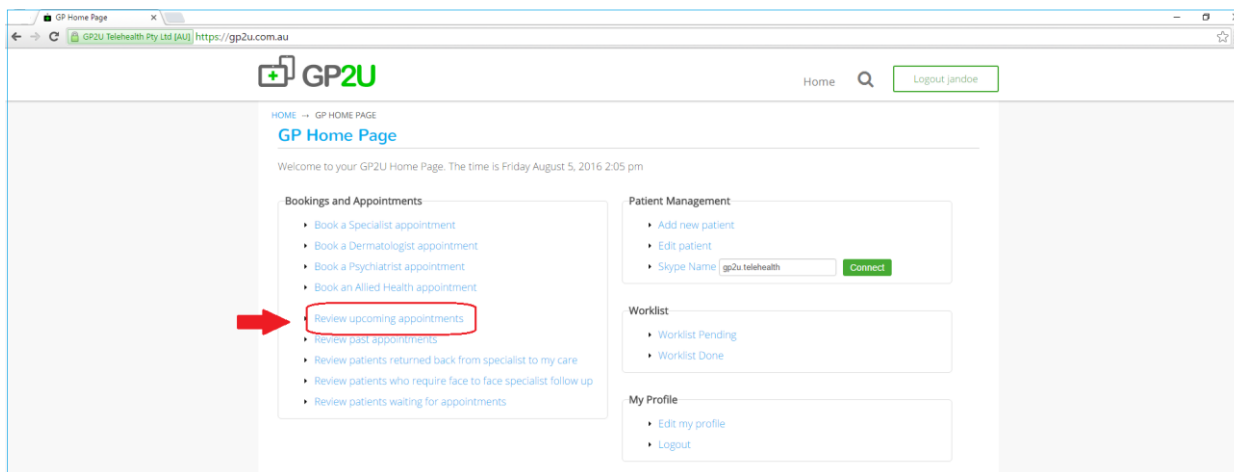 GP Home Page
GP2U Telehealth Pty Ltd [AU] https://gp2u.com.au
GP2U
Home
Logout jandoe
HOME → GP HOME PAGE
GP Home Page
Welcome to your GP2U Home Page. The time is Friday August 5, 2016 2:05 pm
Bookings and Appointments
Book a Specialist appointment
Book a Dermatologist appointment
Book a Psychiatrist appointment
Book an Allied Health appointment
Review upcoming appointments
Review past appointments
Review patients returned back from specialist to my care
Review patients who require face to face specialist follow up
Review patients waiting for appointments
Patient Management
Add new patient
Edit patient
Skype Name gp2u.telehealth Connect
Worklist
Worklist Pending
Worklist Done
My Profile
Edit my profile
Logout